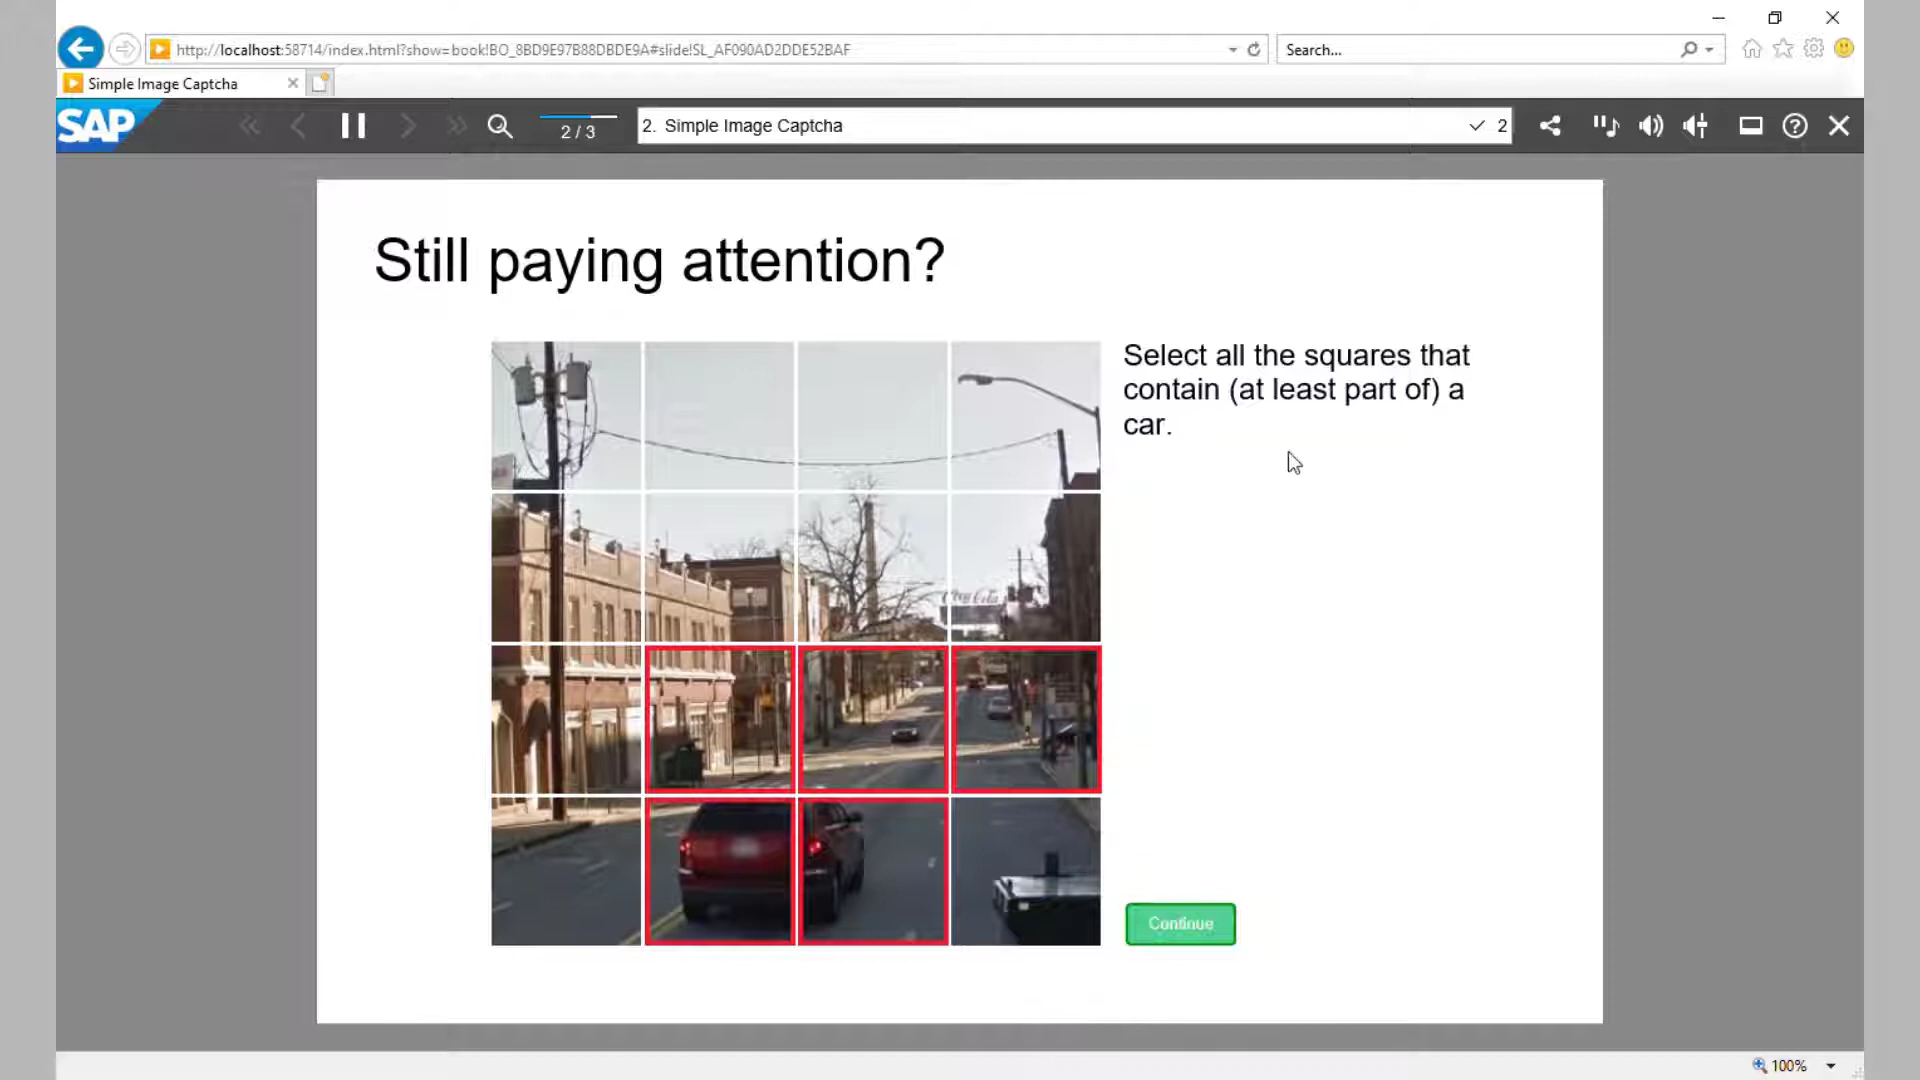 http://localhost:58714/index.html?show=book!BO_8BD9E97B88DBDE9A#slide!SL_AF090AD2DDE52BAF
Search...
Simple Image Captcha
SAP
2 / 3
2. Simple Image Captcha
2
Still paying attention?
Select all the squares that
contain (at least part of) a
car.
Coca-Cola
Continue
100%